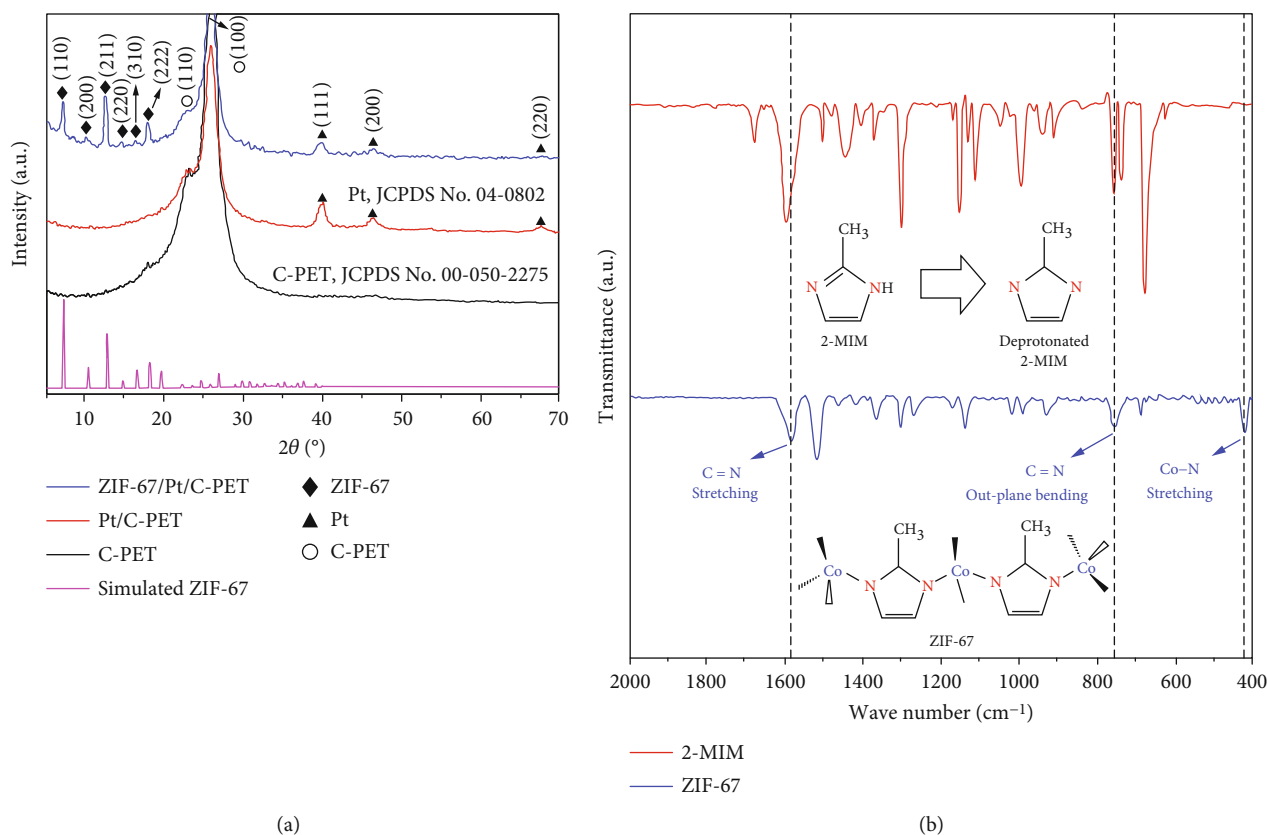 (110)
(200)
(211)
(220)
(310)
(222)
(110)
(100)
(111)
(200)
(220)
Pt, JCPDS No. 04-0802
C-PET, JCPDS No. 00-050-2275
Intensity (a.u.)
10 20 30 40 50 60 70
2θ (°)
ZIF-67/Pt/C-PET
Pt/C-PET
C-PET
Simulated ZIF-67
ZIF-67
Pt
C-PET
(a)
Transmittance (a.u.)
CH3
N NH
2-MIM
CH3
N N
Deprotonated
2-MIM
C = N
Stretching
C = N
Out-plane bending
Co–N
Stretching
CH3 CH3
Co N N Co N N Co
ZIF-67
2000 1600 1400 1200 1000 800 600 400
Wave number (cm–1)
2-MIM
ZIF-67
(b)